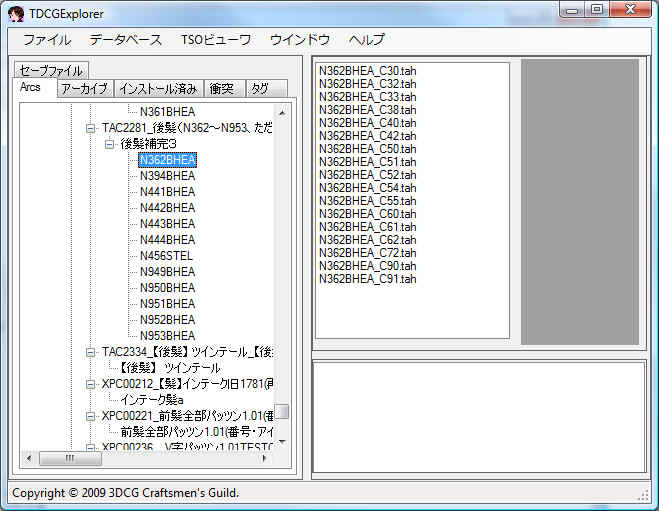 TDCGExplorer
ファイル データベース TSOビューワ ウインドウ ヘルプ
セーブファイル
Arcs アーカイブ インストール済み 衝突 タグ
N361BHEA
TAC2281_後髪(N362～N953、ただ
後髪補完3
N362BHEA
N394BHEA
N441BHEA
N442BHEA
N443BHEA
N444BHEA
N456STEL
N949BHEA
N950BHEA
N951BHEA
N952BHEA
N953BHEA
TAC2334_【後髪】ツインテール_【後
【後髪】 ツインテール
XPC00212_【髪】インテーク旧1781(再
インテーク髪a
XPC00221_前髪全部パッツン1.01(番
前髪全部パッツン1.01(番号・アイ
XPC00236_V字パッツン1.01TESTC
N362BHEA_C30.tah
N362BHEA_C32.tah
N362BHEA_C33.tah
N362BHEA_C38.tah
N362BHEA_C40.tah
N362BHEA_C42.tah
N362BHEA_C50.tah
N362BHEA_C51.tah
N362BHEA_C52.tah
N362BHEA_C54.tah
N362BHEA_C55.tah
N362BHEA_C60.tah
N362BHEA_C61.tah
N362BHEA_C62.tah
N362BHEA_C72.tah
N362BHEA_C90.tah
N362BHEA_C91.tah
Copyright © 2009 3DCG Craftsmen's Guild.